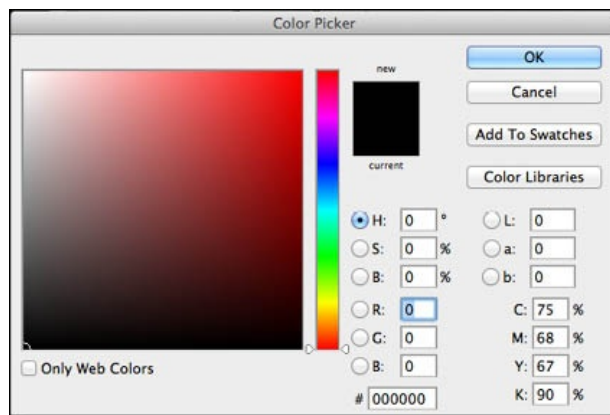 Color Picker
new
current
OK
Cancel
Add To Swatches
Color Libraries
H: 0 °
S: 0 %
B: 0 %
R: 0
G: 0
B: 0
# 000000
L: 0
a: 0
b: 0
C: 75 %
M: 68 %
Y: 67 %
K: 90 %
Only Web Colors